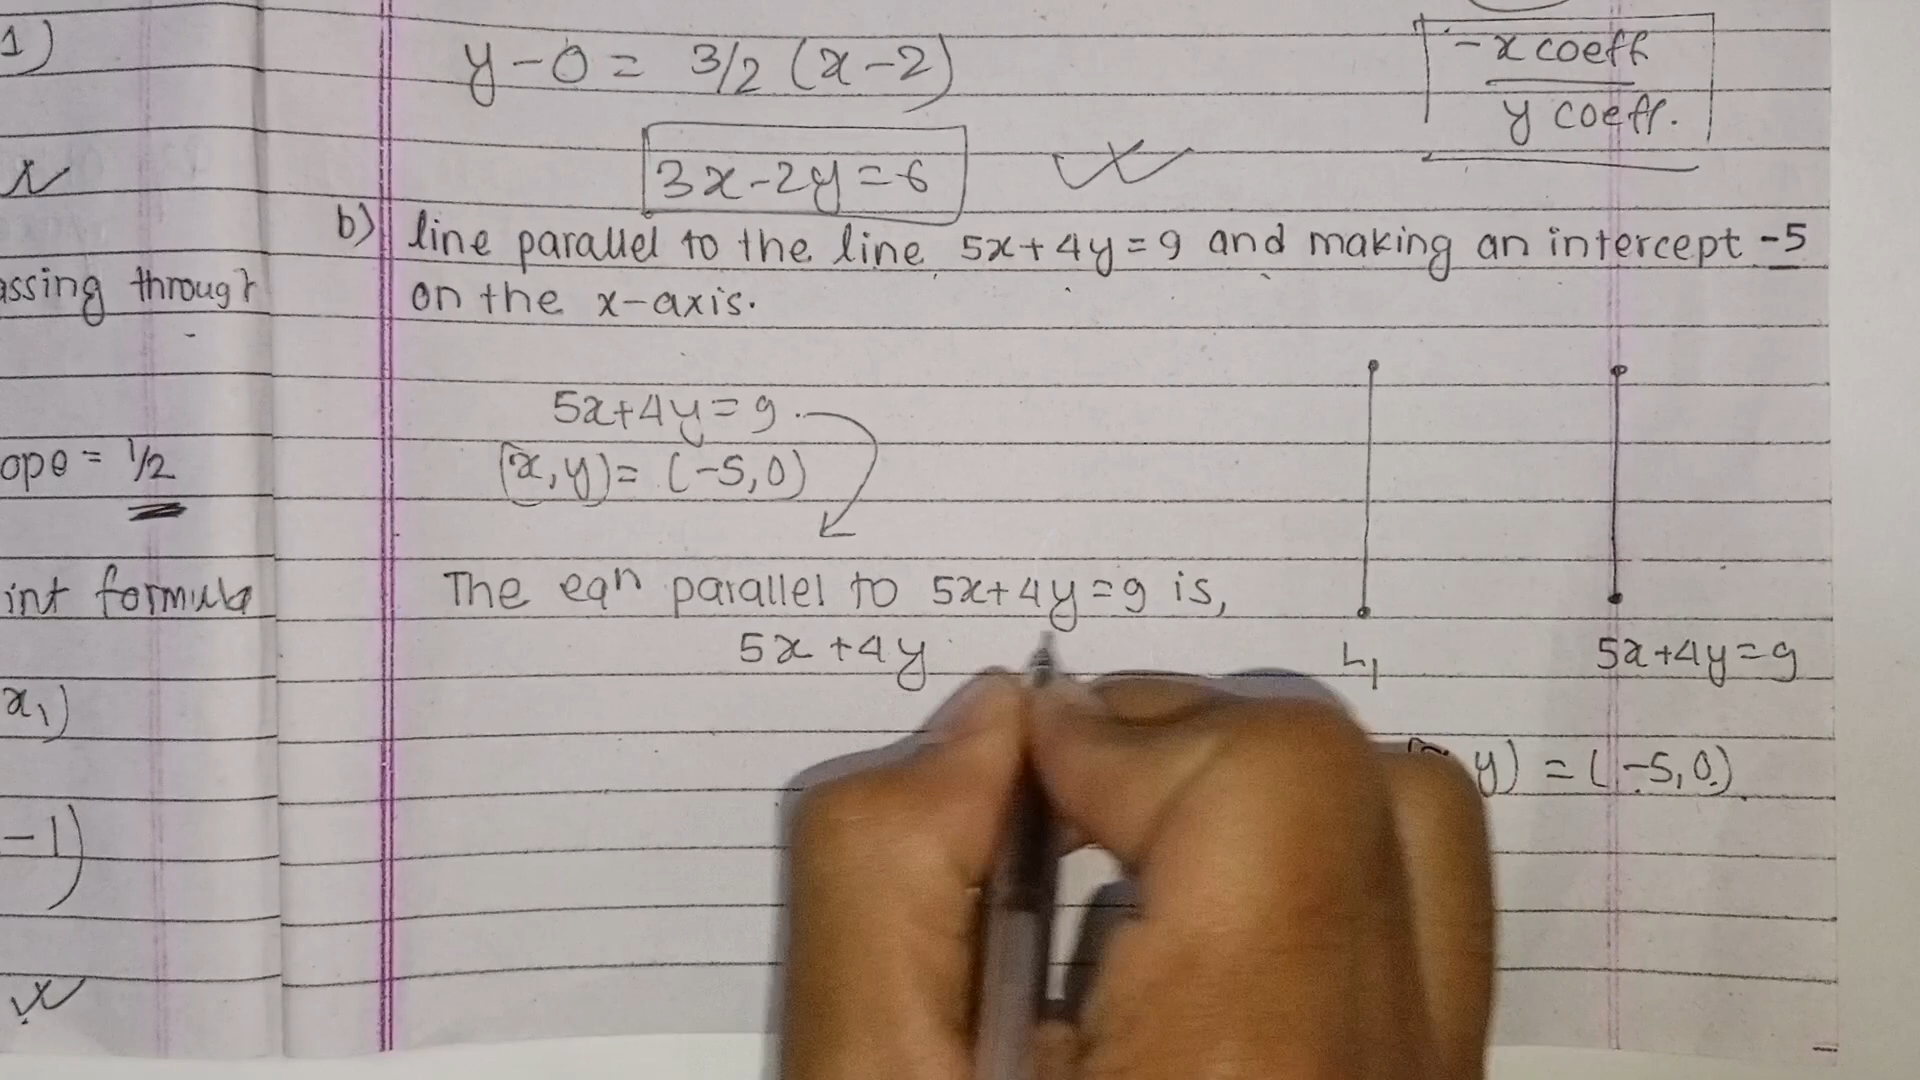 1)
assing through
ope = 1/2
int formula
x₁)
-1)
y-0 = 3/2 (x-2)
3x-2y=6
-x coeff
y coeff.
b) line parallel to the line 5x+4y=9 and making an intercept -5
on the x-axis.
5x+4y=9
(x,y)= (-5,0)
The eqn parallel to 5x+4y=9 is,
5x+4y
L₁
5x+4y=9
y) = (-5,0)